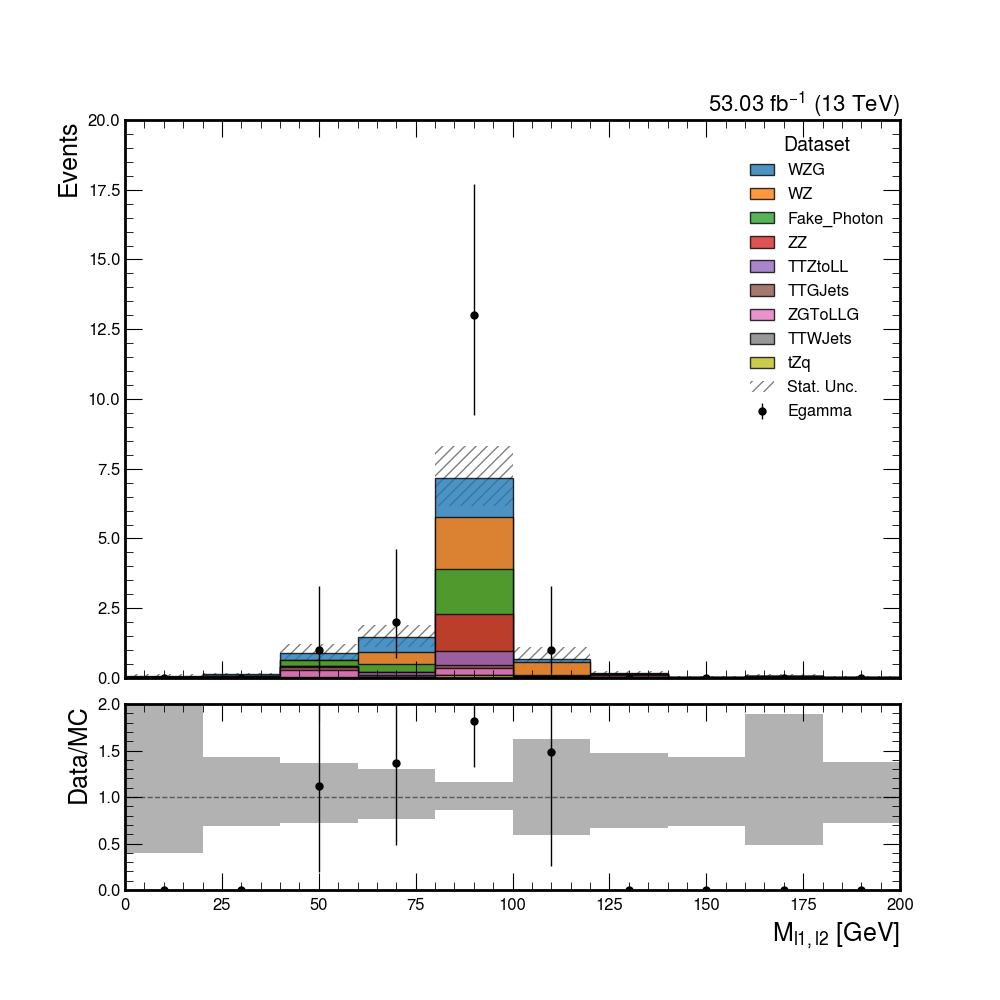 53.03 fb⁻¹ (13 TeV)
Events
20.0
17.5
15.0
12.5
10.0
7.5
5.0
2.5
0.0
Dataset
WZG
WZ
Fake_Photon
ZZ
TTZtoLL
TTGJets
ZGToLLG
TTWJets
tZq
Stat. Unc.
Egamma
Data/MC
2.0
1.5
1.0
0.5
0.0
0 25 50 75 100 125 150 175 200
M_{l1, l2} [GeV]